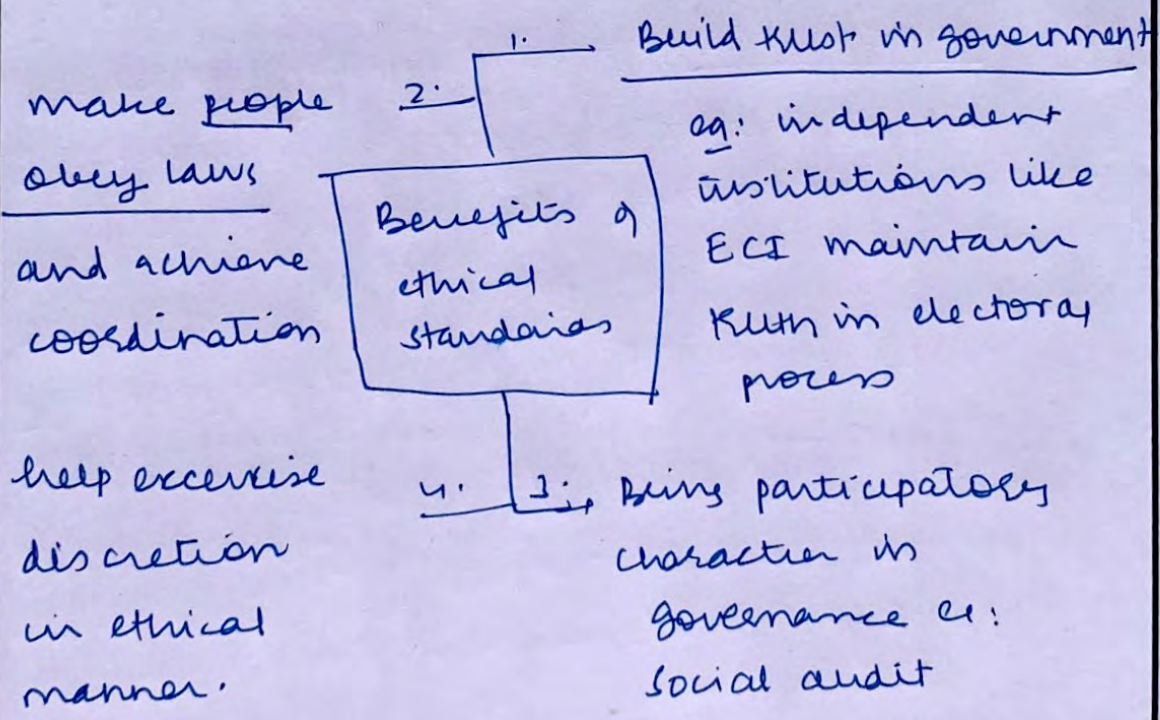 Benefits of
ethical
standards
1. Build trust in government
eg: independent
institutions like
ECI maintain
truth in electoral
process
2.
make people
obey laws
and achieve
coordination
3. Bring participatory
character in
governance eg:
social audit
4.
help excercise
discretion
in ethical
manner.